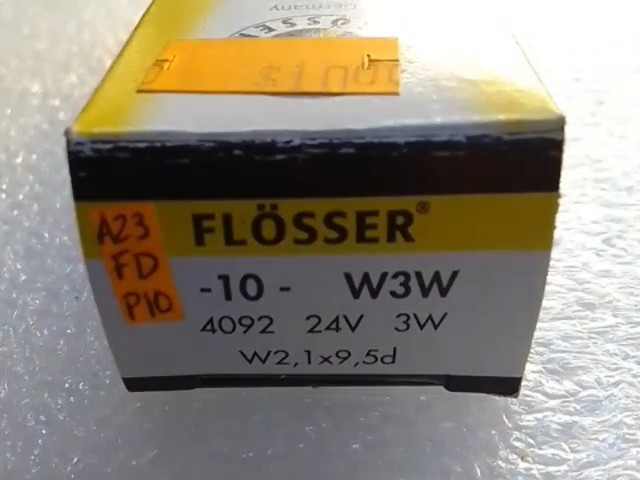 Germany
$1.00
A23
FD
P10
FLÖSSER®
-10 - W3W
4092 24V 3W
W2,1x9,5d